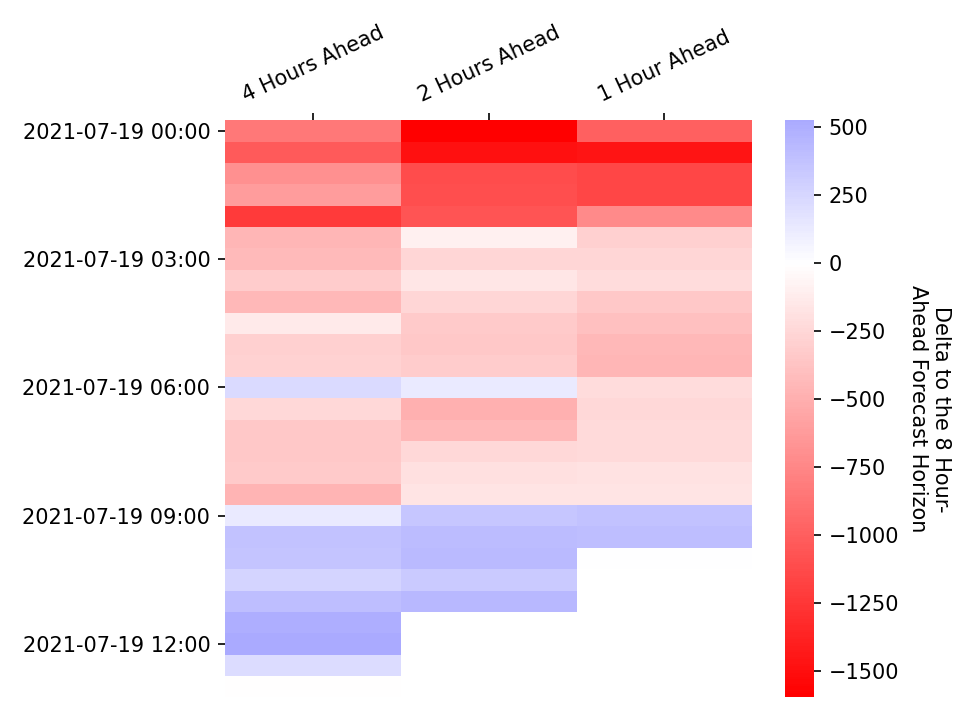 4 Hours Ahead
2 Hours Ahead
1 Hour Ahead
2021-07-19 00:00
2021-07-19 03:00
2021-07-19 06:00
2021-07-19 09:00
2021-07-19 12:00
500
250
0
−250
−500
−750
−1000
−1250
−1500
Delta to the 8 Hour-
Ahead Forecast Horizon